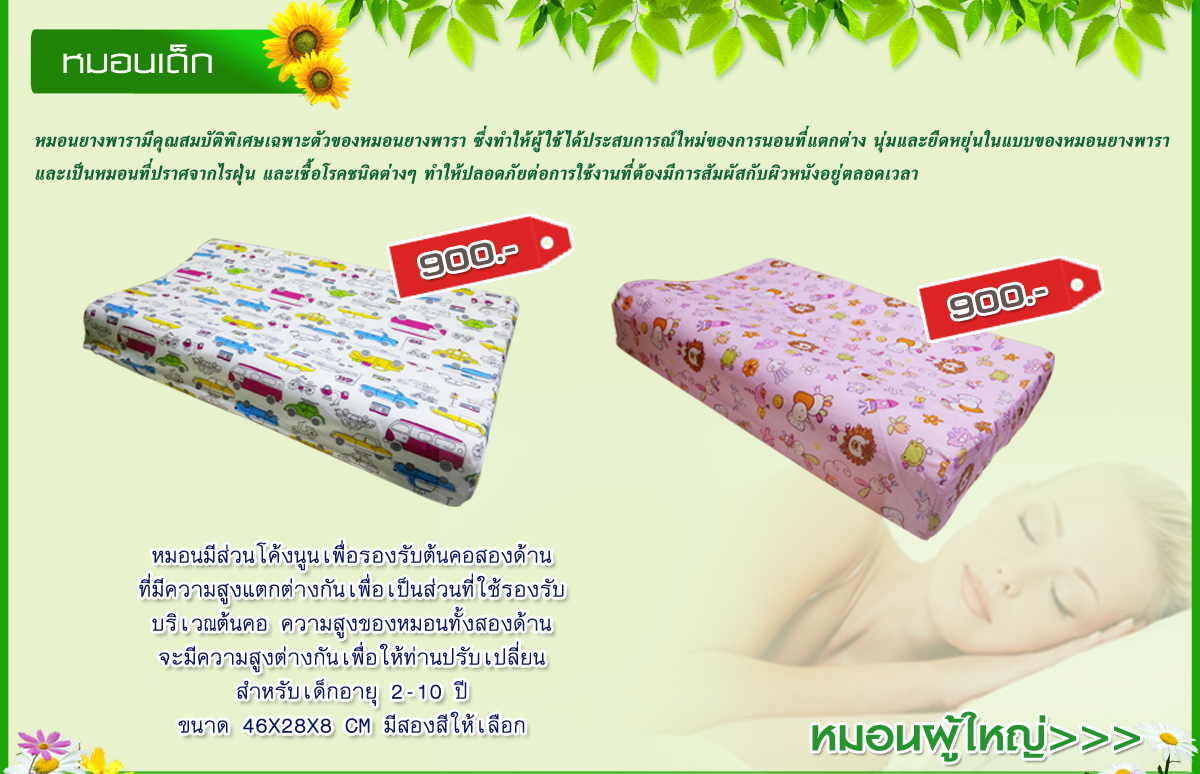 หมอนเด็ก
หมอนยางพารามีคุณสมบัติพิเศษเฉพาะตัวของหมอนยางพารา ซึ่งทำให้ผู้ใช้ได้ประสบการณ์ใหม่ของการนอนที่แตกต่าง นุ่มและยืดหยุ่นในแบบของหมอนยางพารา
และเป็นหมอนที่ปราศจากไรฝุ่น และเชื้อโรคชนิดต่างๆ ทำให้ปลอดภัยต่อการใช้งานที่ต้องมีการสัมผัสกับผิวหนังอยู่ตลอดเวลา
900.-
900.-
หมอนมีส่วนโค้งนูนเพื่อรองรับต้นคอสองด้าน
ที่มีความสูงแตกต่างกันเพื่อเป็นส่วนที่ใช้รองรับ
บริเวณต้นคอ ความสูงของหมอนทั้งสองด้าน
จะมีความสูงต่างกันเพื่อให้ท่านปรับเปลี่ยน
สำหรับเด็กอายุ 2-10 ปี
ขนาด 46X28X8 CM มีสองสีให้เลือก
หมอนผู้ใหญ่>>>